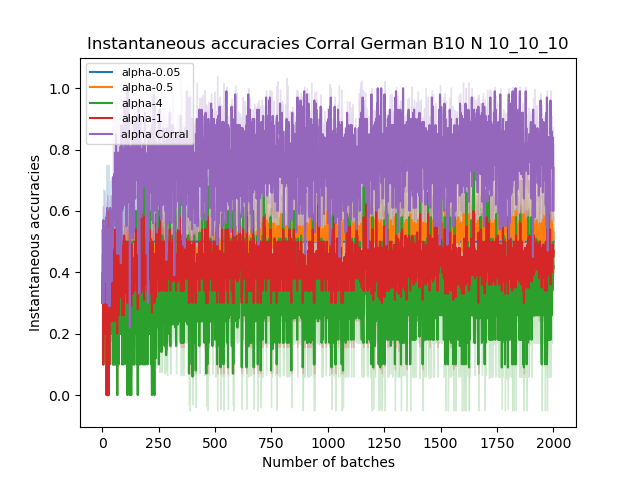 Instantaneous accuracies Corral German B10 N 10_10_10
alpha-0.05
alpha-0.5
alpha-4
alpha-1
alpha Corral
1.0
0.8
0.6
0.4
0.2
0.0
Instantaneous accuracies
0 250 500 750 1000 1250 1500 1750 2000
Number of batches